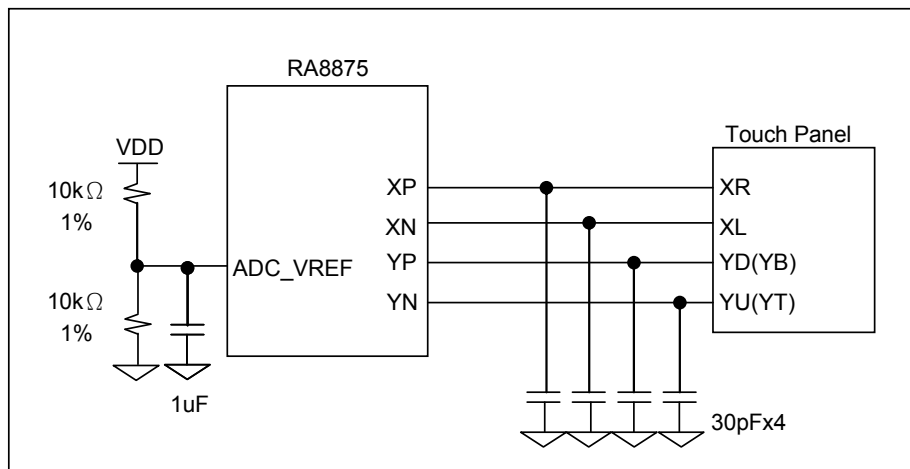 RA8875
Touch Panel
VDD
10kΩ
1%
10kΩ
1%
ADC_VREF
1uF
XP
XN
YP
YN
XR
XL
YD(YB)
YU(YT)
30pFx4